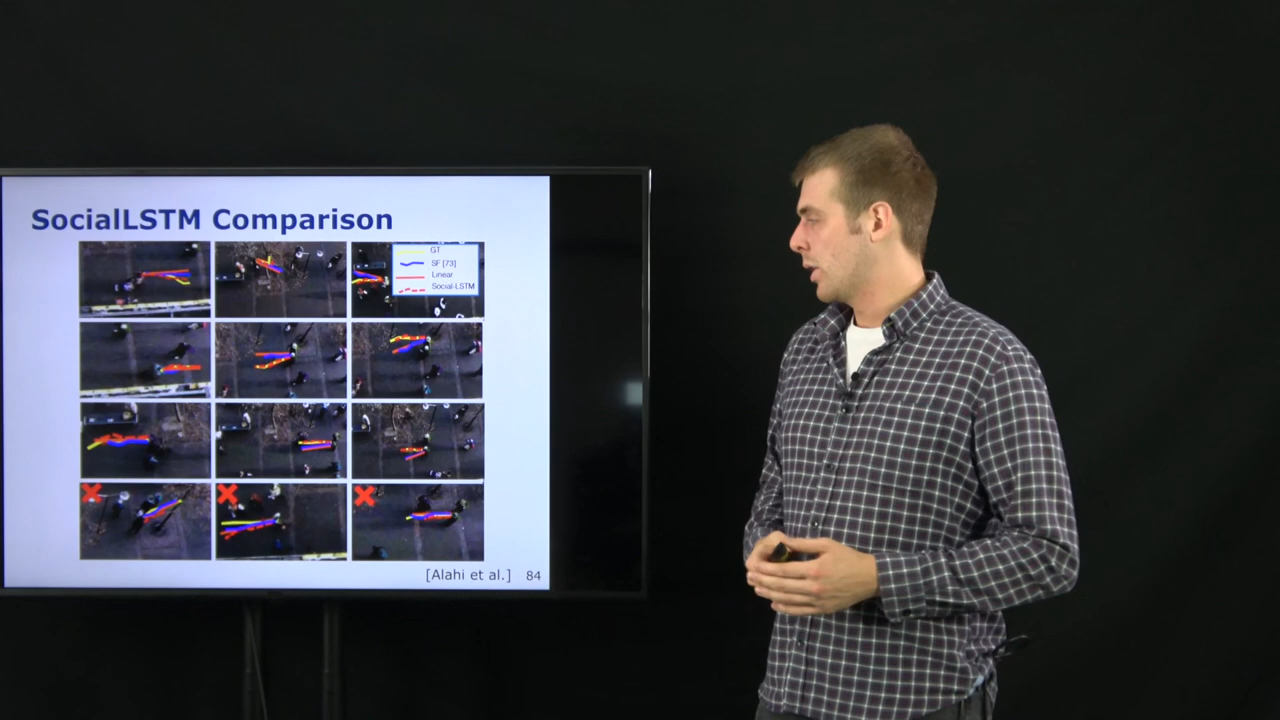 SocialLSTM Comparison
GT
SF [73]
Linear
Social-LSTM
[Alahi et al.] 84